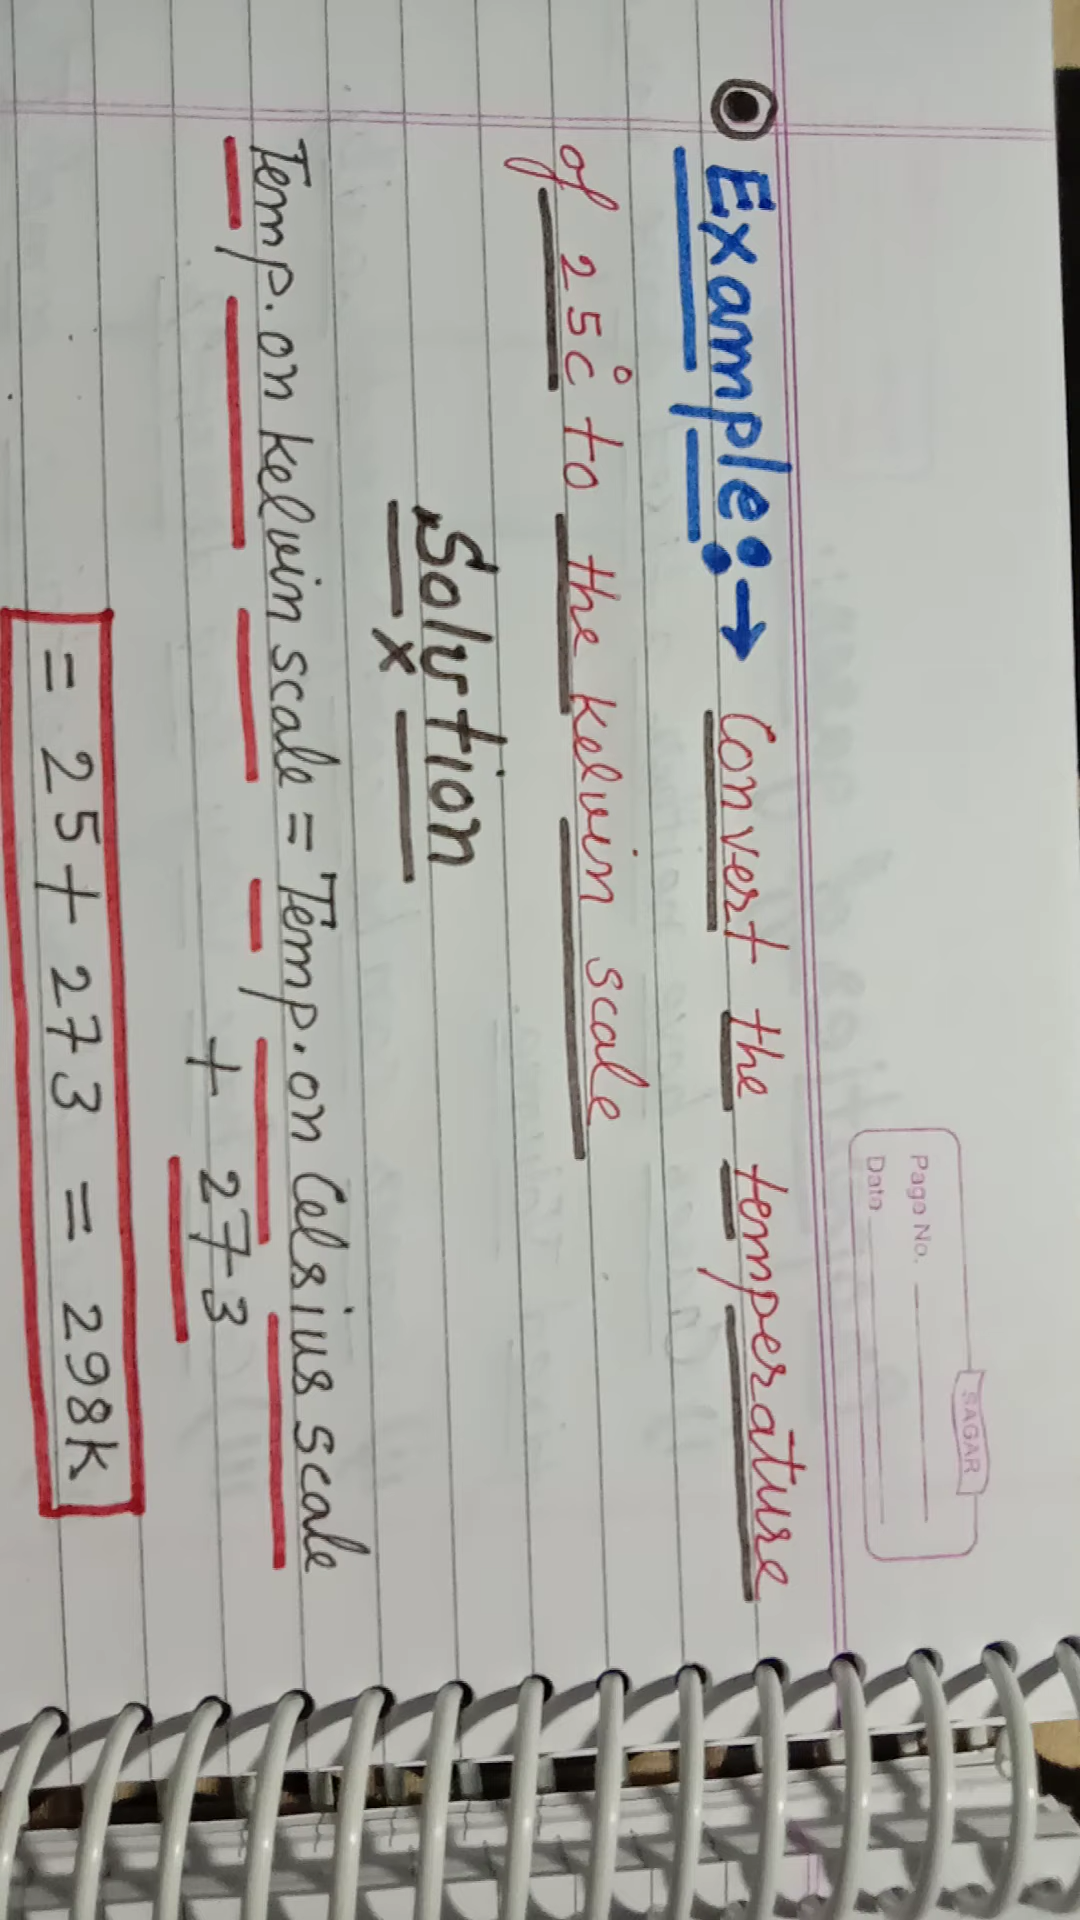 SAGAR
Page No.
Date
Example:→ Convert the temperature
of 25c° to the kelvin scale
Solution
x
Temp. on kelvin scale = Temp. on Celsius scale
+ 273
= 25 + 273 = 298K